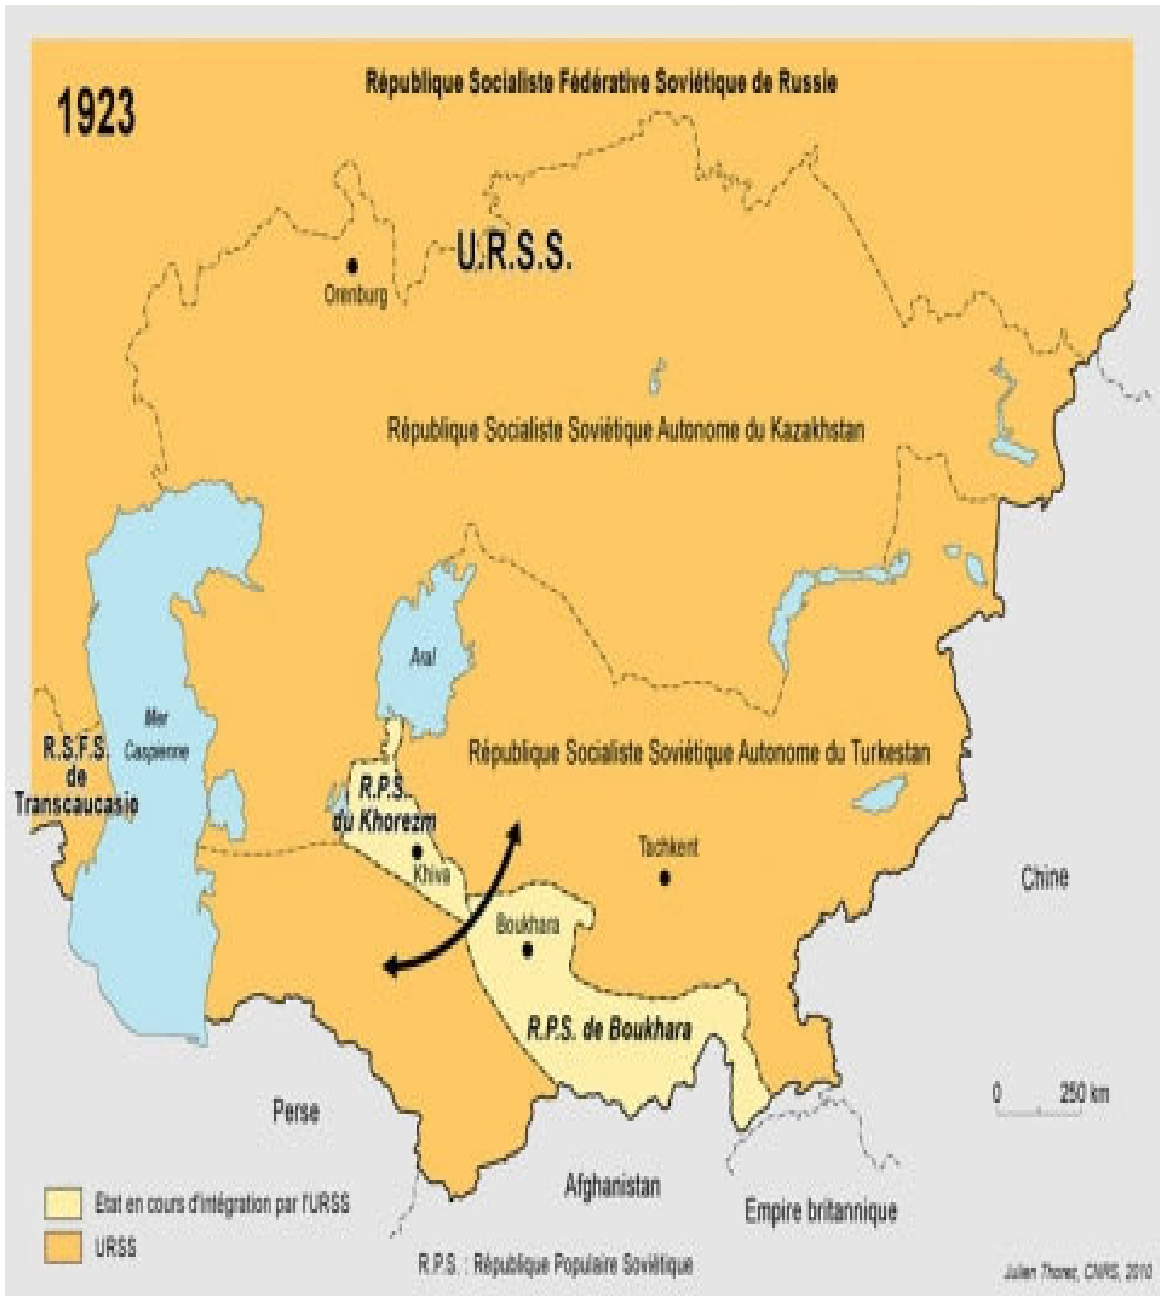 République Socialiste Fédérative Soviétique de Russie
1923
U.R.S.S.
Orenburg
République Socialiste Soviétique Autonome du Kazakhstan
Aral
Mer
Caspienne
R.S.F.S.
de
Transcaucasie
République Socialiste Soviétique Autonome du Turkestan
R.P.S.
du Khorezm
Khiva
Tachkent
Chine
Boukhara
R.P.S. de Boukhara
0 250 km
Perse
Afghanistan
Empire britannique
Etat en cours d'intégration par l'URSS
URSS
R.P.S. : République Populaire Soviétique
Julien Thorez, CNRS, 2010